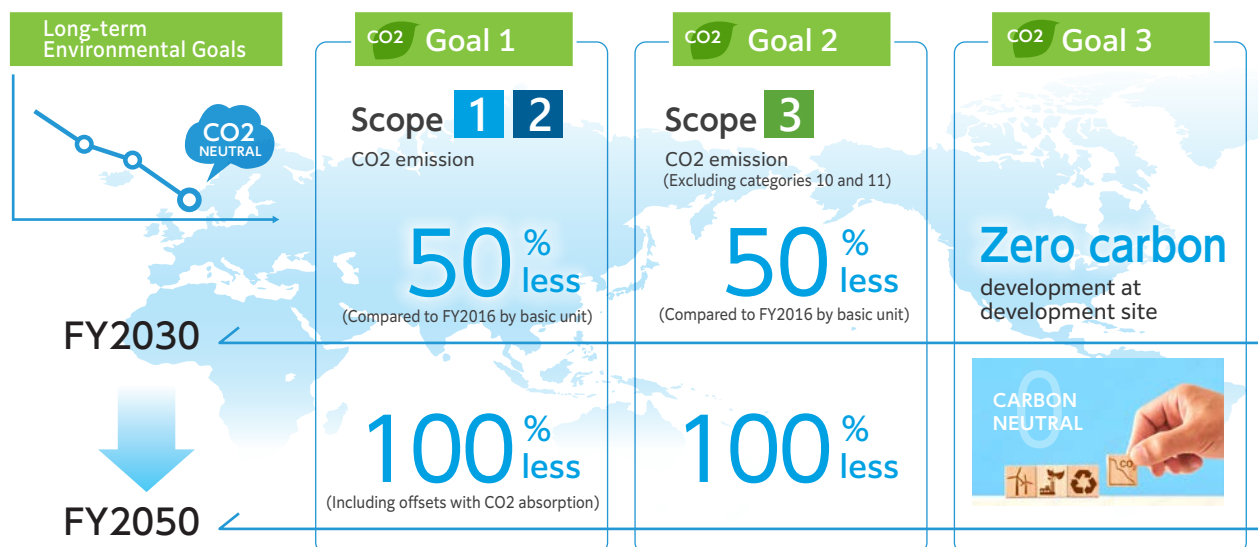 Long-term
Environmental Goals
CO2
NEUTRAL
CO2 Goal 1
Scope 1 2
CO2 emission
50 % less
(Compared to FY2016 by basic unit)
100 % less
(Including offsets with CO2 absorption)
CO2 Goal 2
Scope 3
CO2 emission
(Excluding categories 10 and 11)
50 % less
(Compared to FY2016 by basic unit)
100 % less
CO2 Goal 3
Zero carbon
development at
development site
0
CARBON
NEUTRAL
CO2
FY2030
FY2050